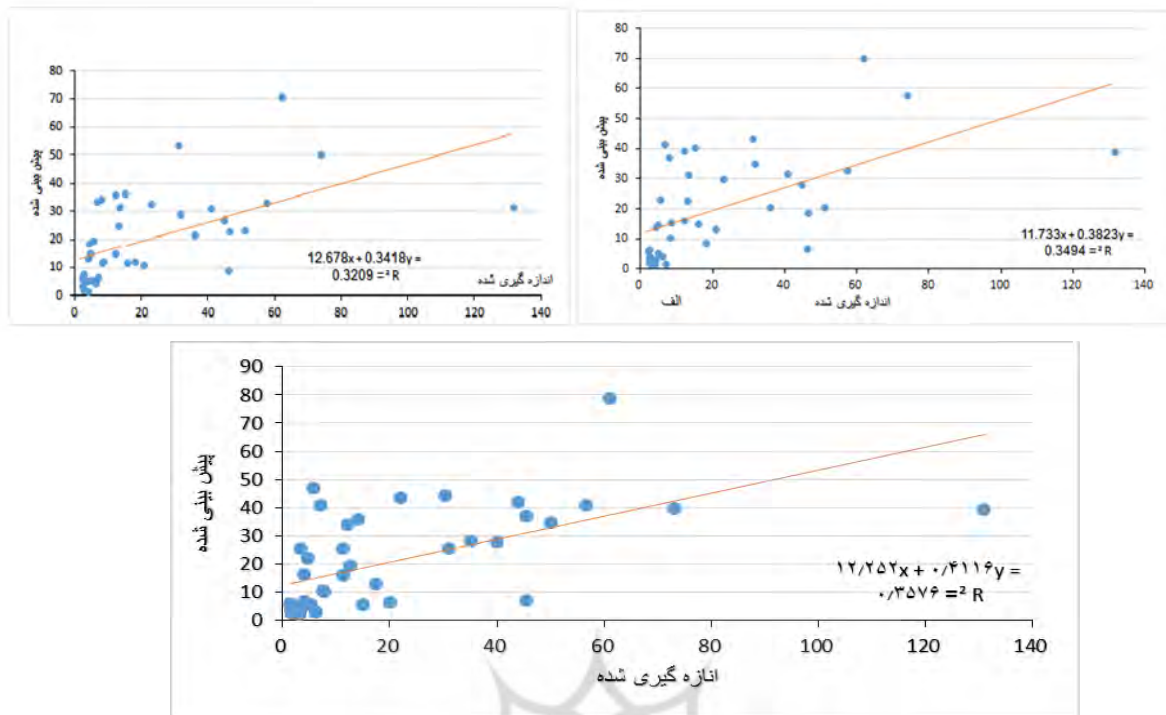 80
70
60
50
40
30
20
10
0
پیش بینی شده
12.678x + 0.3418y =
0.3209 =² R
اندازه گیری شده
0 20 40 60 80 100 120 140
80
70
60
50
40
30
20
10
0
پیش بینی شده
11.733x + 0.3823y =
0.3494 =² R
0 20 40 60 80 100 120 140
الف
اندازه گیری شده
90
80
70
60
50
40
30
20
10
0
پیش بینی شده
۱۲/۲۵۲x + ۰/۴۱۱۶y =
۰/۳۵۷۶ =² R
0 20 40 60 80 100 120 140
انازه گیری شده